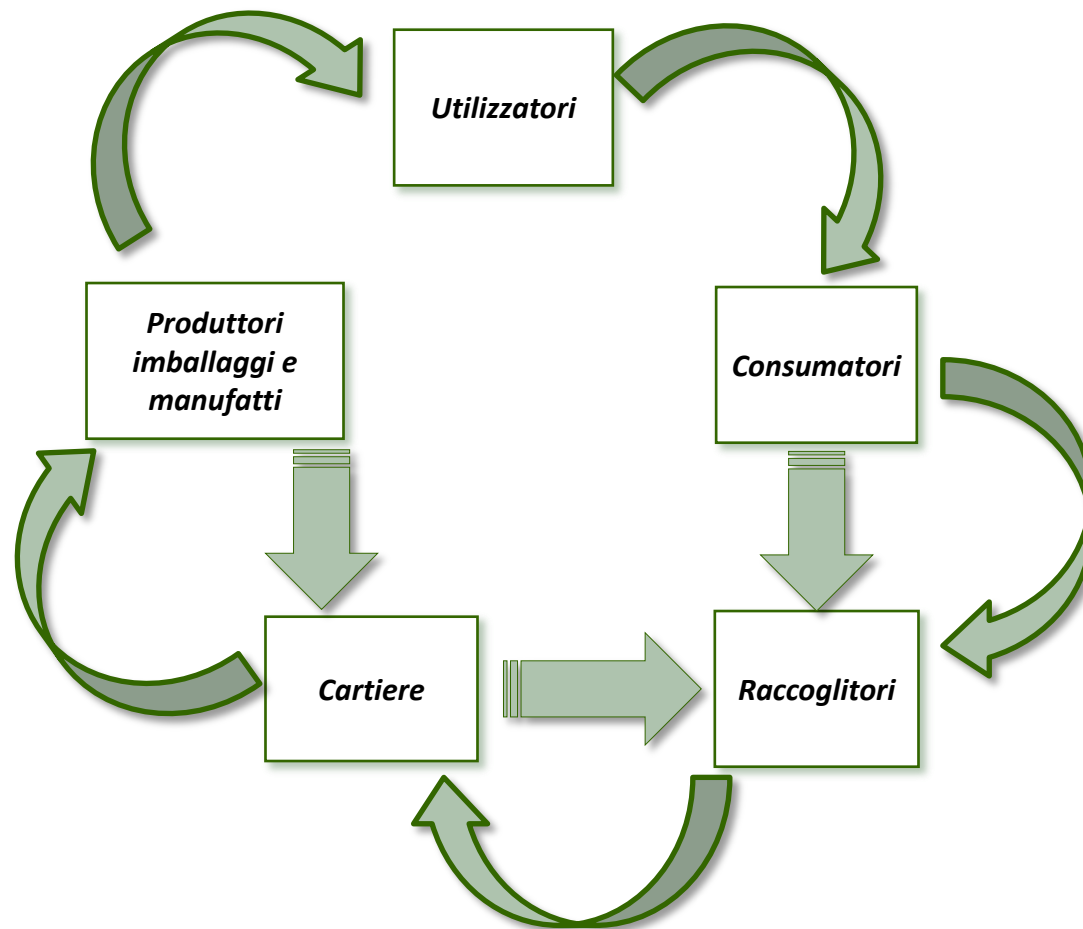 Utilizzatori
Produttori
imballaggi e
manufatti
Consumatori
Cartiere
Raccoglitori